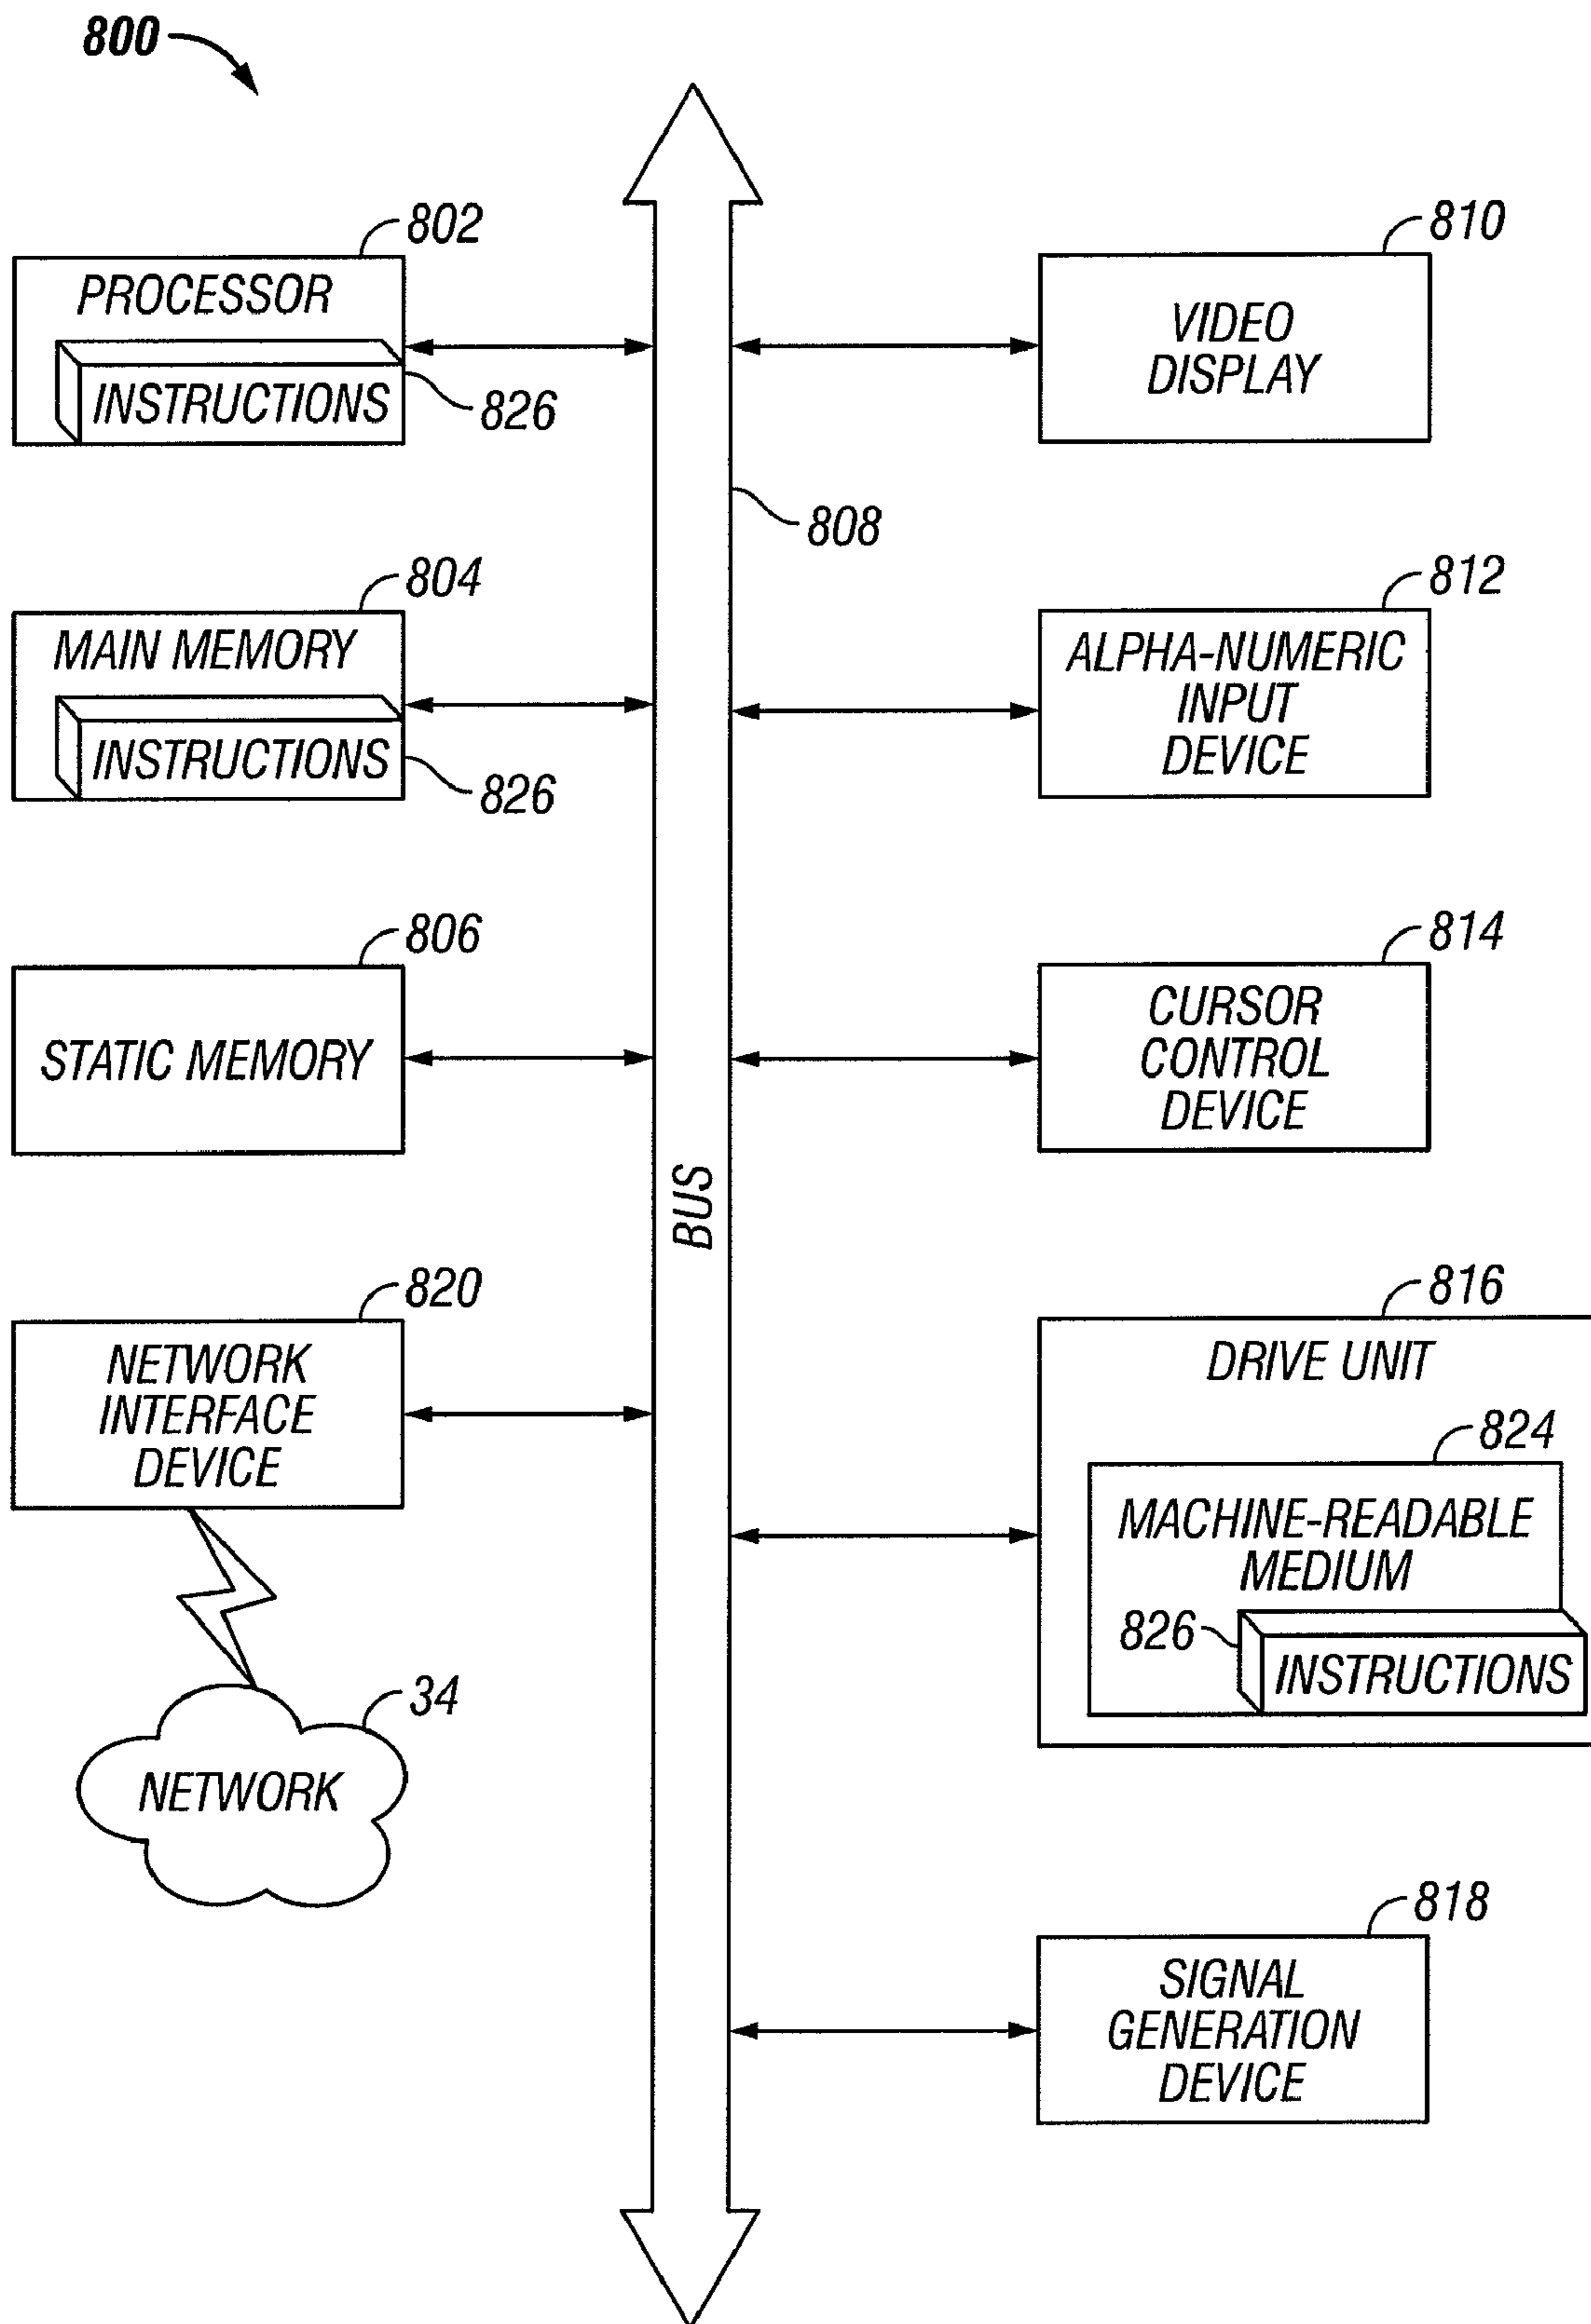 800
802
PROCESSOR
INSTRUCTIONS
826
804
MAIN MEMORY
INSTRUCTIONS
826
806
STATIC MEMORY
820
NETWORK
INTERFACE
DEVICE
34
NETWORK
808
BUS
810
VIDEO
DISPLAY
812
ALPHA-NUMERIC
INPUT
DEVICE
814
CURSOR
CONTROL
DEVICE
816
DRIVE UNIT
824
MACHINE-READABLE
MEDIUM
826
INSTRUCTIONS
818
SIGNAL
GENERATION
DEVICE